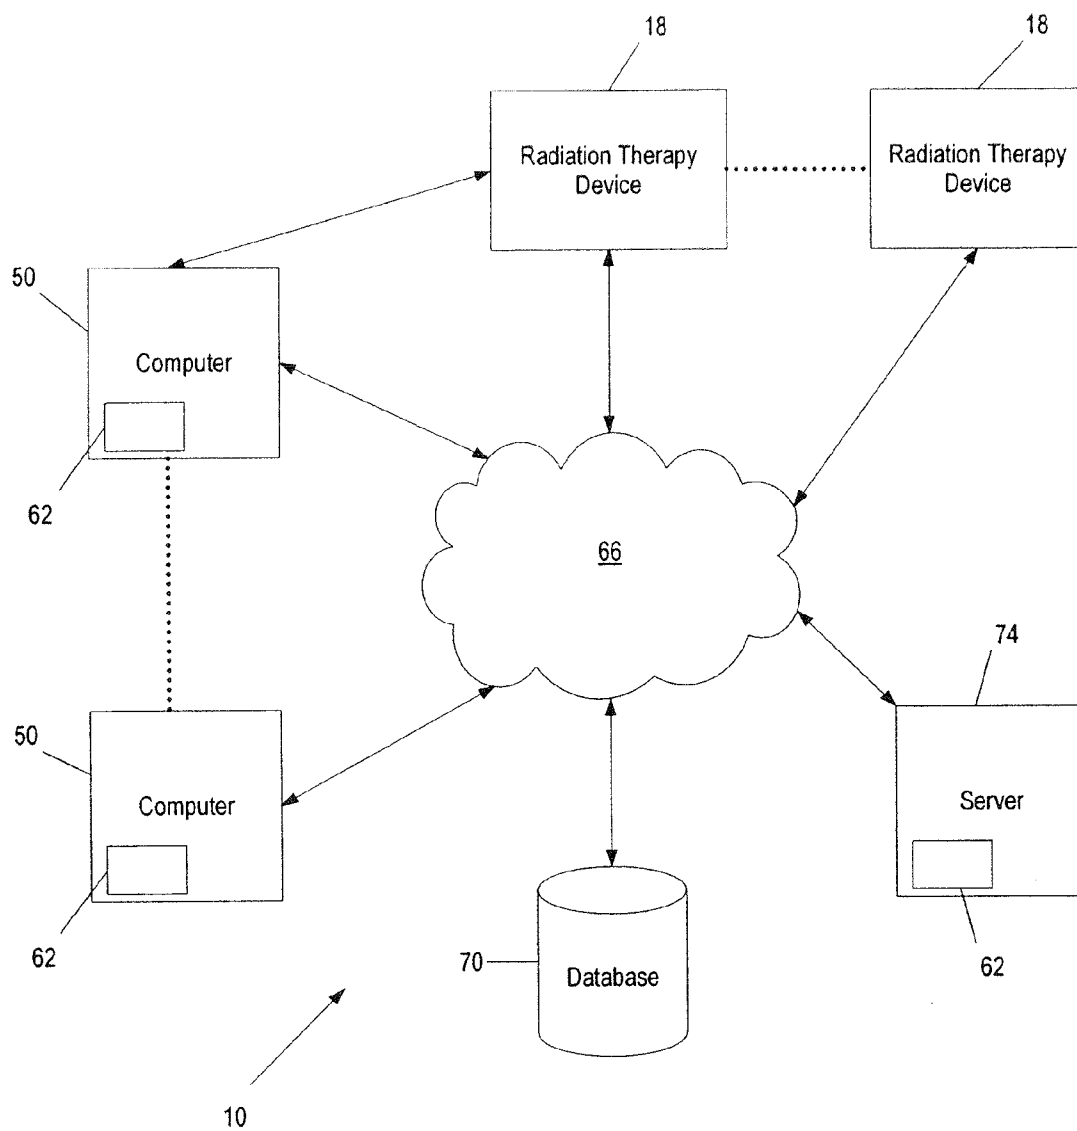 18
18
Radiation Therapy
Device
Radiation Therapy
Device
50
Computer
62
66
74
50
Computer
Server
62
70
Database
62
10